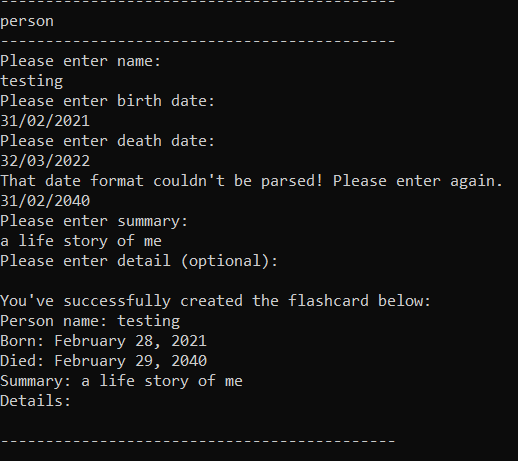 --------------------------------------------
person
--------------------------------------------
Please enter name:
testing
Please enter birth date:
31/02/2021
Please enter death date:
32/03/2022
That date format couldn't be parsed! Please enter again.
31/02/2040
Please enter summary:
a life story of me
Please enter detail (optional):

You've successfully created the flashcard below:
Person name: testing
Born: February 28, 2021
Died: February 29, 2040
Summary: a life story of me
Details:

--------------------------------------------